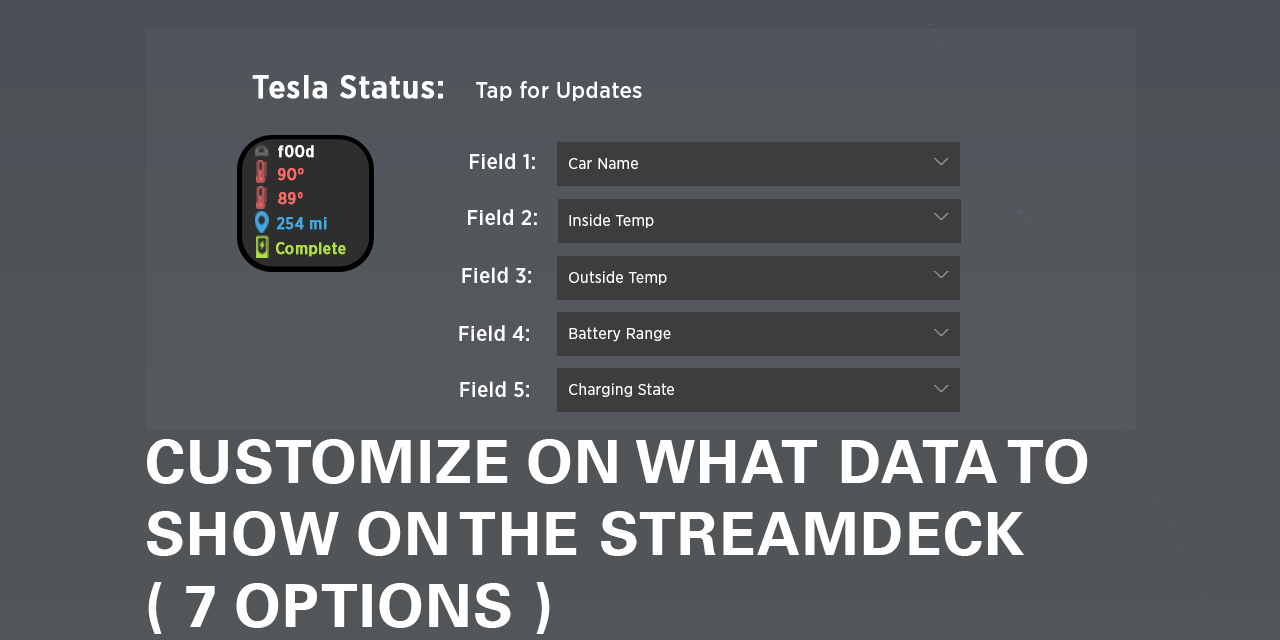 Tesla Status: Tap for Updates
f00d
90°
89°
254 mi
Complete
Field 1: Car Name
Field 2: Inside Temp
Field 3: Outside Temp
Field 4: Battery Range
Field 5: Charging State
CUSTOMIZE ON WHAT DATA TO
SHOW ON THE STREAMDECK
( 7 OPTIONS )